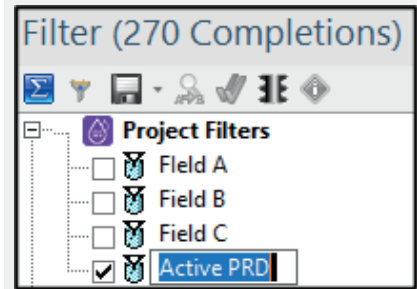 Filter (270 Completions)
Project Filters
Field A
Field B
Field C
Active PRD